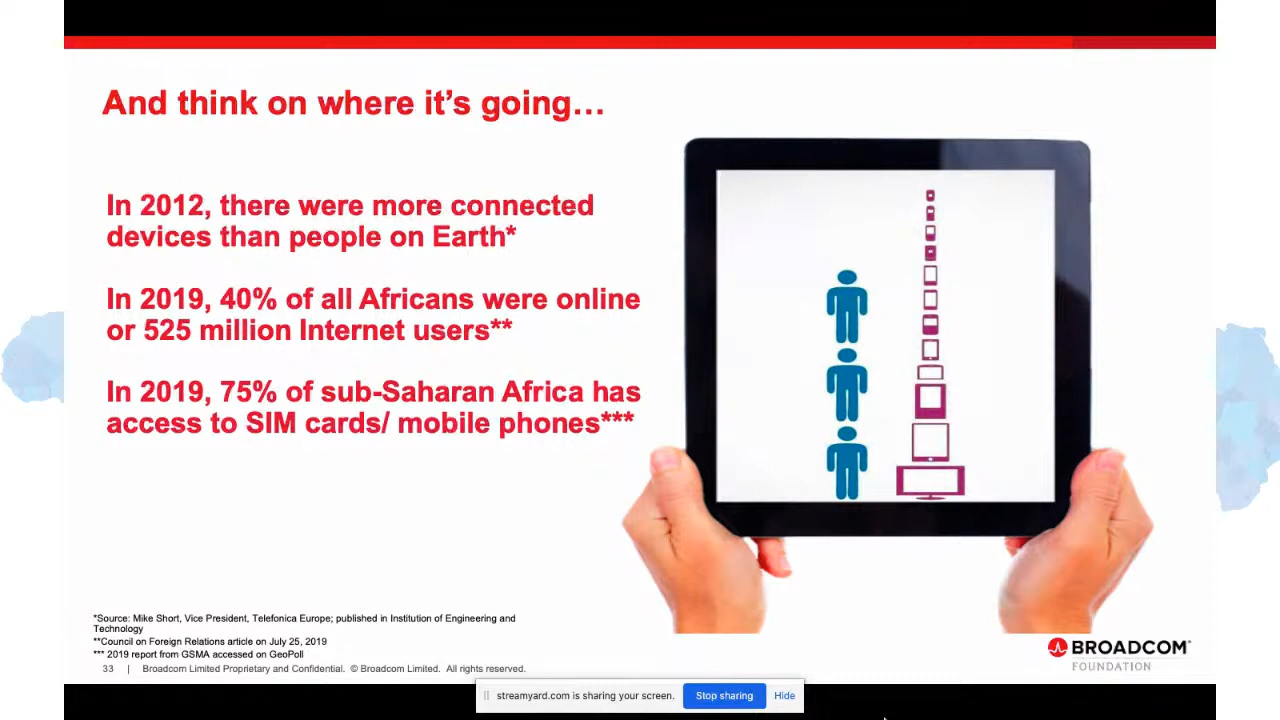 And think on where it's going…
In 2012, there were more connected
devices than people on Earth*
In 2019, 40% of all Africans were online
or 525 million Internet users**
In 2019, 75% of sub-Saharan Africa has
access to SIM cards/ mobile phones***
*Source: Mike Short, Vice President, Telefonica Europe; published in Institution of Engineering and
Technology
**Council on Foreign Relations article on July 25, 2019
*** 2019 report from GSMA accessed on GeoPoll
33 | Broadcom Limited Proprietary and Confidential. © Broadcom Limited. All rights reserved.
BROADCOM®
FOUNDATION
streamyard.com is sharing your screen. Stop sharing Hide